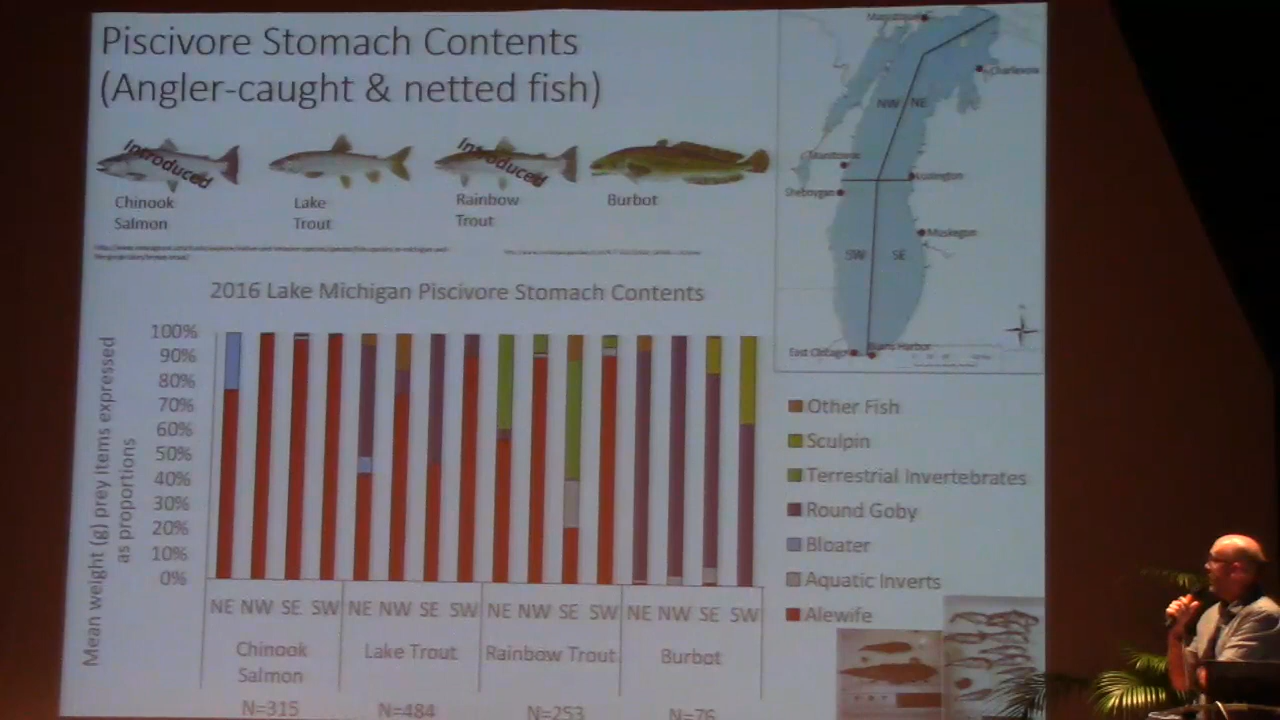 Piscivore Stomach Contents
(Angler-caught & netted fish)
Introduced
Introduced
Chinook
Salmon
Lake
Trout
Rainbow
Trout
Burbot
Charlevoix
NW NE
Ludington
Sheboygan
Muskegon
SW SE
East Chicago
Harbor
2016 Lake Michigan Piscivore Stomach Contents
Mean weight (g) prey items expressed
as proportions
100%
90%
80%
70%
60%
50%
40%
30%
20%
10%
0%
NE NW SE SW NE NW SE SW NE NW SE SW NE NW SE SW
Chinook
Salmon
Lake Trout
Rainbow Trout
Burbot
N=315
N=484
N=253
N=76
Other Fish
Sculpin
Terrestrial Invertebrates
Round Goby
Bloater
Aquatic Inverts
Alewife